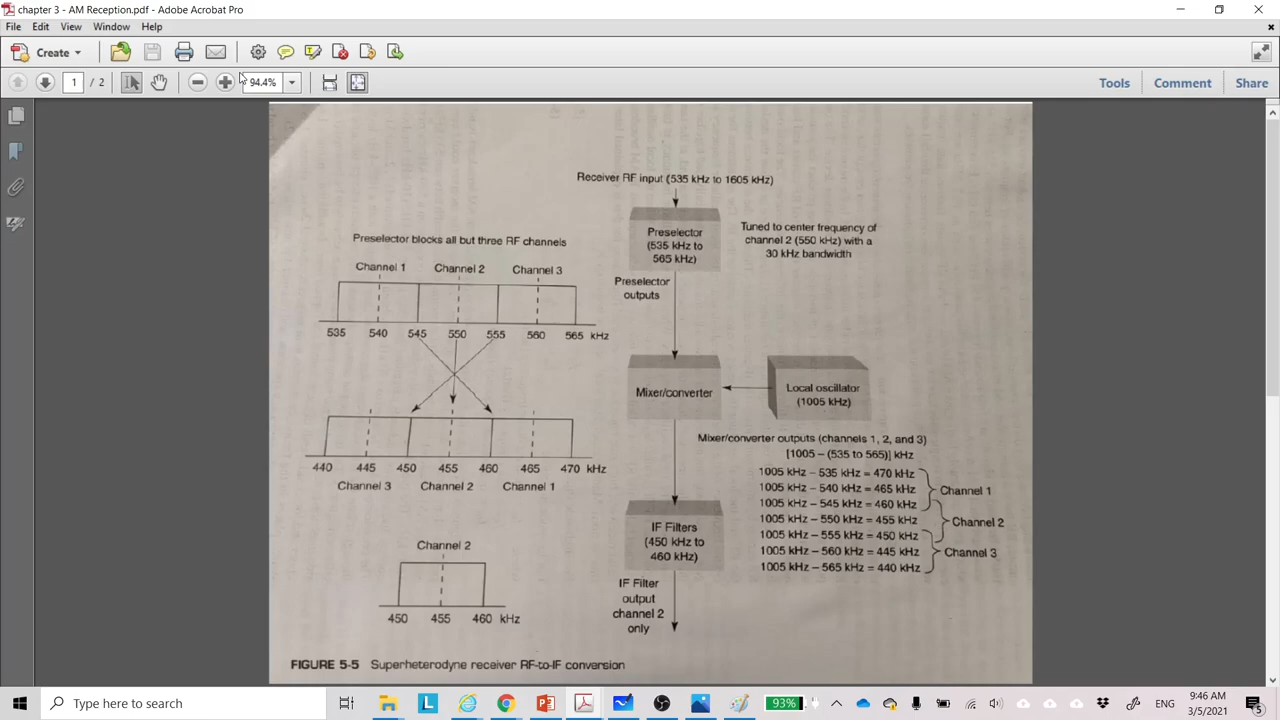 chapter 3 - AM Reception.pdf - Adobe Acrobat Pro
File Edit View Window Help
Create
1 / 2
94.4%
Tools Comment Share
Receiver RF input (535 kHz to 1605 kHz)
Preselector
(535 kHz to
565 kHz)
Tuned to center frequency of
channel 2 (550 kHz) with a
30 kHz bandwidth
Preselector blocks all but three RF channels
Channel 1 Channel 2 Channel 3
535 540 545 550 555 560 565 kHz
Preselector
outputs
Mixer/converter
Local oscillator
(1005 kHz)
440 445 450 455 460 465 470 kHz
Channel 3 Channel 2 Channel 1
Mixer/converter outputs (channels 1, 2, and 3)
[1005 – (535 to 565)] kHz
1005 kHz – 535 kHz = 470 kHz
1005 kHz – 540 kHz = 465 kHz
1005 kHz – 545 kHz = 460 kHz
1005 kHz – 550 kHz = 455 kHz
1005 kHz – 555 kHz = 450 kHz
1005 kHz – 560 kHz = 445 kHz
1005 kHz – 565 kHz = 440 kHz
Channel 1
Channel 2
Channel 3
IF Filters
(450 kHz to
460 kHz)
Channel 2
450 455 460 kHz
IF Filter
output
channel 2
only
FIGURE 5-5 Superheterodyne receiver RF-to-IF conversion
Type here to search
93%
9:46 AM
3/5/2021
5